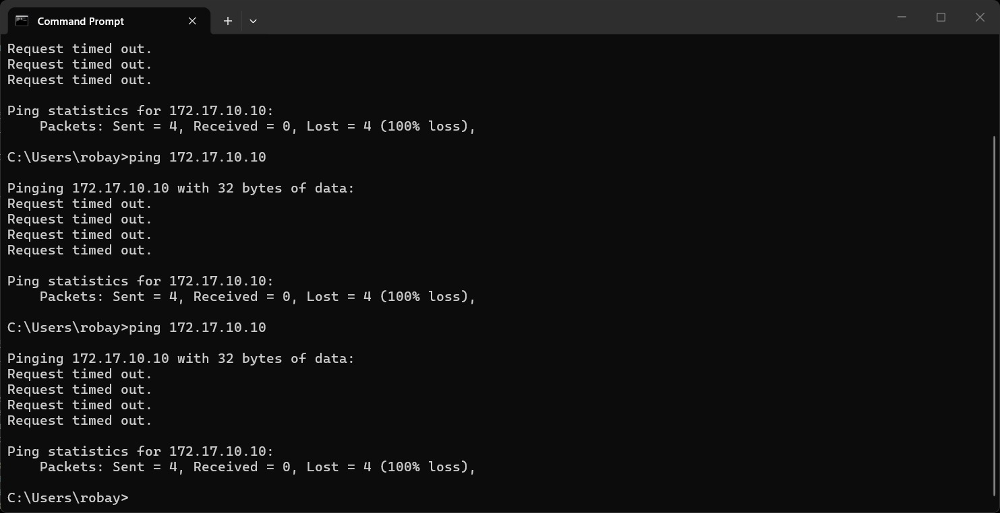 Command Prompt
Request timed out.
Request timed out.
Request timed out.
Ping statistics for 172.17.10.10:
    Packets: Sent = 4, Received = 0, Lost = 4 (100% loss),
C:\Users\robay>ping 172.17.10.10
Pinging 172.17.10.10 with 32 bytes of data:
Request timed out.
Request timed out.
Request timed out.
Request timed out.
Ping statistics for 172.17.10.10:
    Packets: Sent = 4, Received = 0, Lost = 4 (100% loss),
C:\Users\robay>ping 172.17.10.10
Pinging 172.17.10.10 with 32 bytes of data:
Request timed out.
Request timed out.
Request timed out.
Request timed out.
Ping statistics for 172.17.10.10:
    Packets: Sent = 4, Received = 0, Lost = 4 (100% loss),
C:\Users\robay>